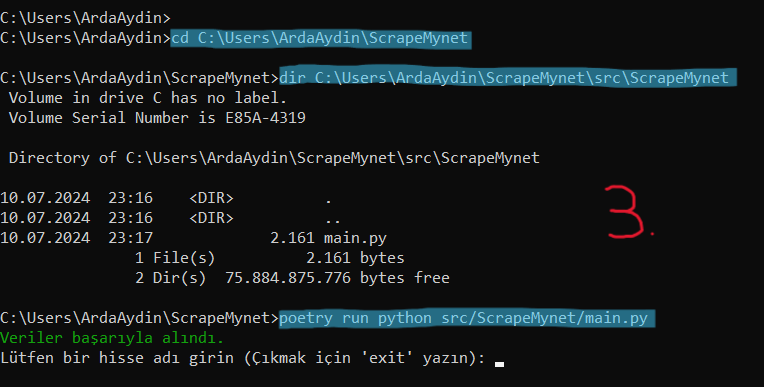 C:\Users\ArdaAydin>
C:\Users\ArdaAydin>cd C:\Users\ArdaAydin\ScrapeMynet
C:\Users\ArdaAydin\ScrapeMynet>dir C:\Users\ArdaAydin\ScrapeMynet\src\ScrapeMynet
Volume in drive C has no label.
Volume Serial Number is E85A-4319
Directory of C:\Users\ArdaAydin\ScrapeMynet\src\ScrapeMynet
10.07.2024  23:16    <DIR>          .
10.07.2024  23:16    <DIR>          ..
10.07.2024  23:17             2.161 main.py
1 File(s)          2.161 bytes
2 Dir(s)  75.884.875.776 bytes free
3.
C:\Users\ArdaAydin\ScrapeMynet>poetry run python src/ScrapeMynet/main.py
Veriler başarıyla alındı.
Lütfen bir hisse adı girin (Çıkmak için 'exit' yazın):